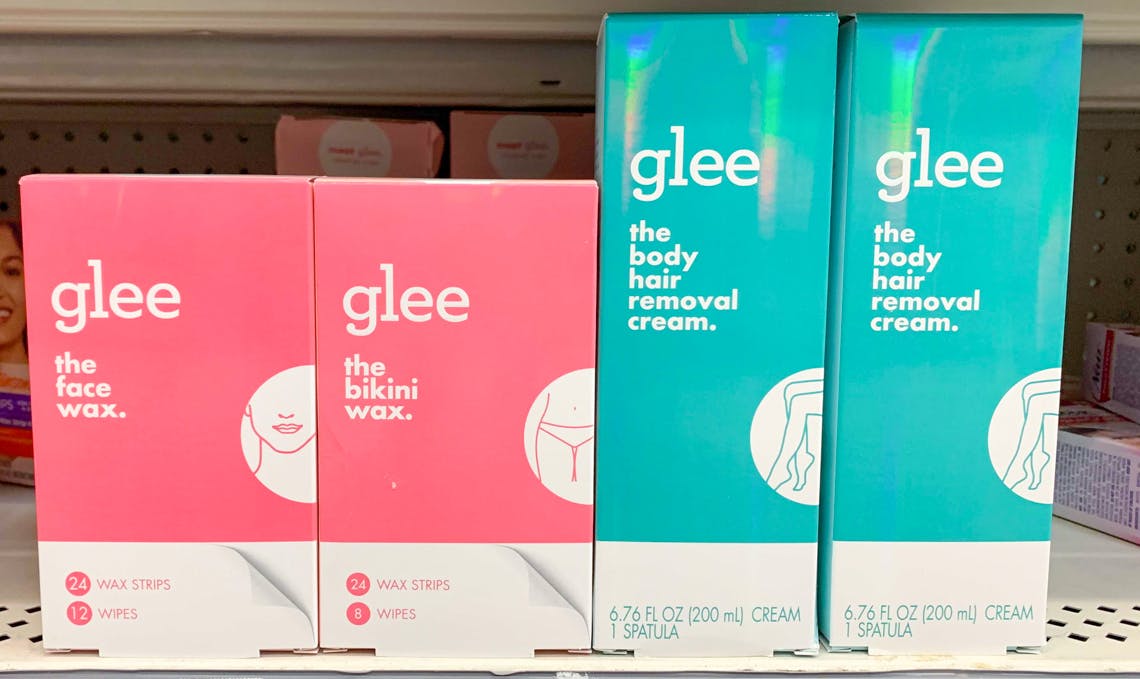 glee
the
face
wax.
24 WAX STRIPS
12 WIPES
glee
the
bikini
wax.
24 WAX STRIPS
8 WIPES
glee
the
body
hair
removal
cream.
6.76 FL OZ (200 mL) CREAM
1 SPATULA
glee
the
body
hair
removal
cream.
6.76 FL OZ (200 mL) CREAM
1 SPATULA